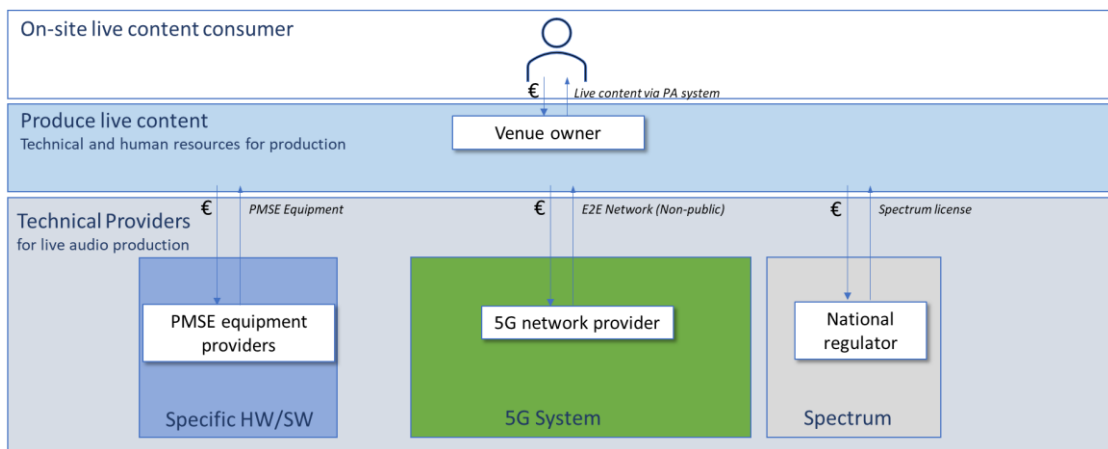 On-site live content consumer
€
Live content via PA system
Produce live content
Technical and human resources for production
Venue owner
€
PMSE Equipment
€
E2E Network (Non-public)
€
Spectrum license
Technical Providers
for live audio production
PMSE equipment
providers
5G network provider
National
regulator
Specific HW/SW
5G System
Spectrum